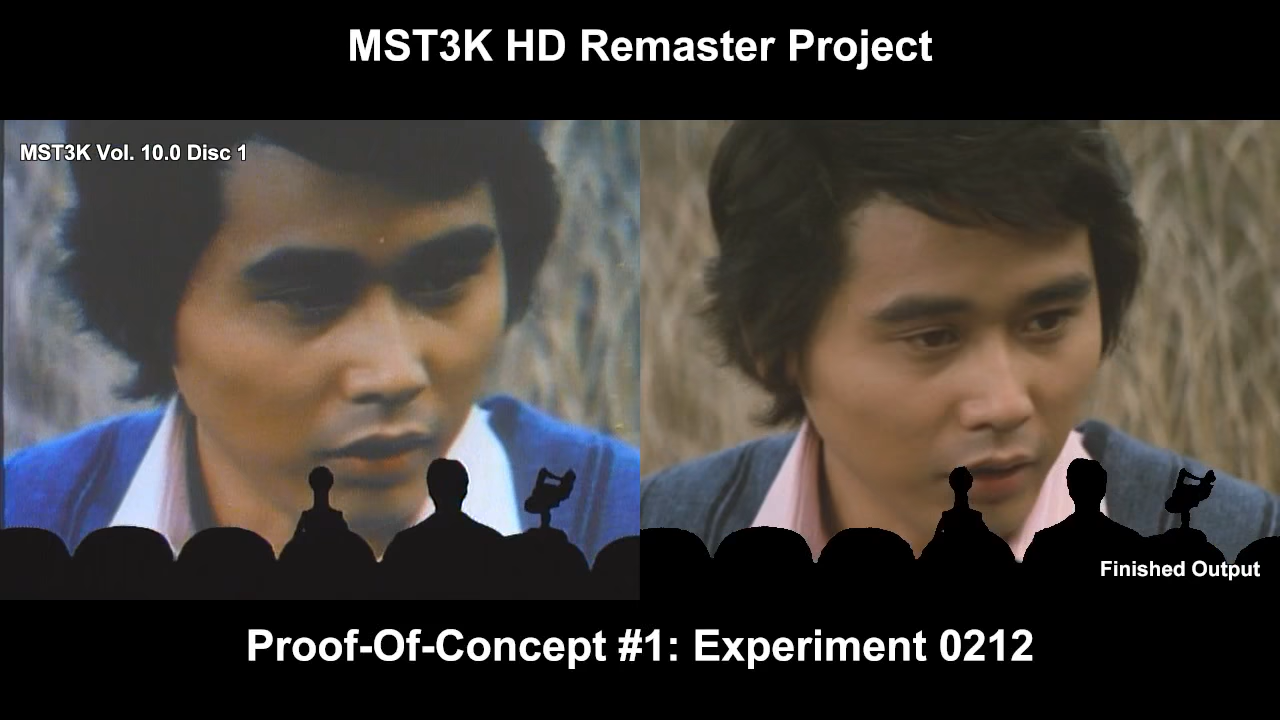 MST3K HD Remaster Project
MST3K Vol. 10.0 Disc 1
Finished Output
Proof-Of-Concept #1: Experiment 0212